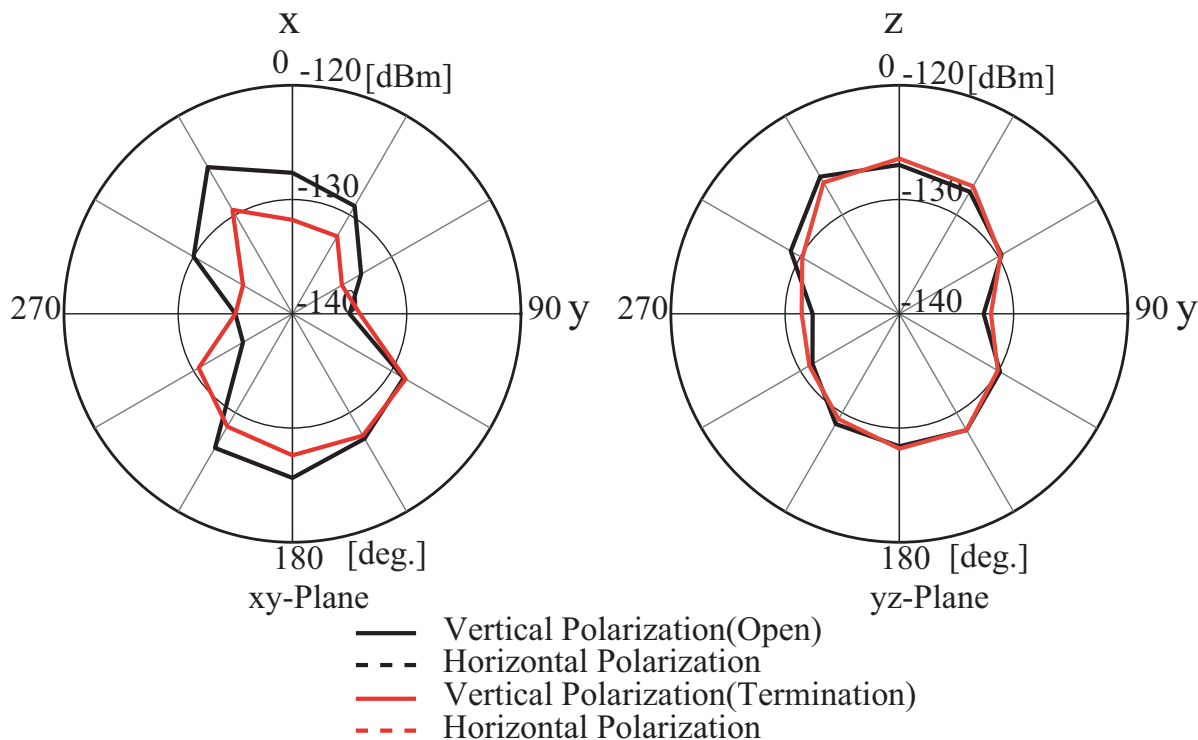 x
0 -120 [dBm]
-130
-140
270
90 y
180 [deg.]
xy-Plane
z
0 -120 [dBm]
-130
-140
270
90 y
180 [deg.]
yz-Plane
Vertical Polarization(Open)
Horizontal Polarization
Vertical Polarization(Termination)
Horizontal Polarization